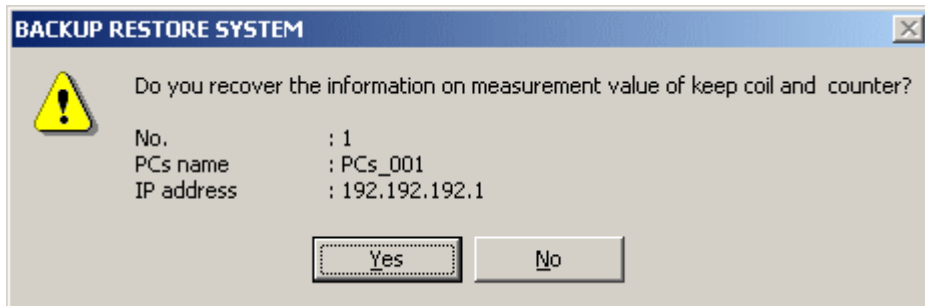 BACKUP RESTORE SYSTEM
Do you recover the information on measurement value of keep coil and  counter?
No. : 1
PCs name : PCs_001
IP address : 192.192.192.1
Yes No